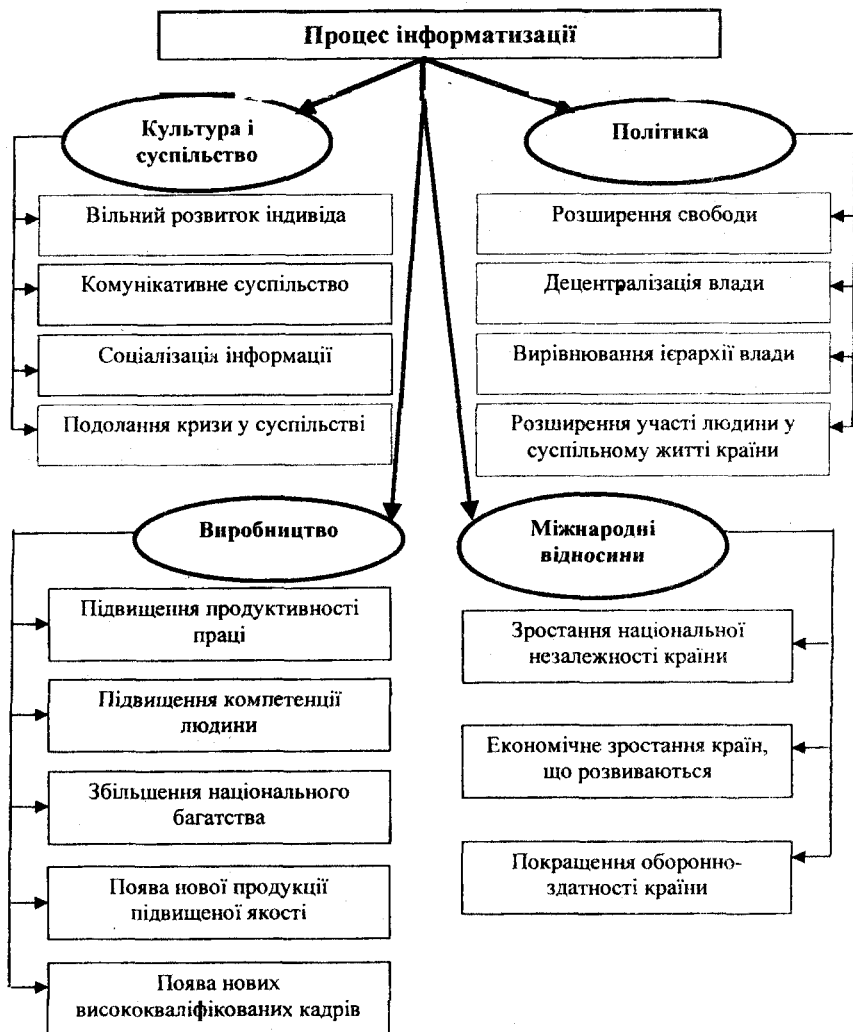 Процес інформатизації
Культура і
суспільство
Вільний розвиток індивіда
Комунікативне суспільство
Соціалізація інформації
Подолання кризи у суспільстві
Політика
Розширення свободи
Децентралізація влади
Вирівнювання ієрархії влади
Розширення участі людини у
суспільному житті країни
Виробництво
Підвищення продуктивності
праці
Підвищення компетенції
людини
Збільшення національного
багатства
Поява нової продукції
підвищеної якості
Поява нових
висококваліфікованих кадрів
Міжнародні
відносини
Зростання національної
незалежності країни
Економічне зростання країн,
що розвиваються
Покращення оборонно-
здатності країни